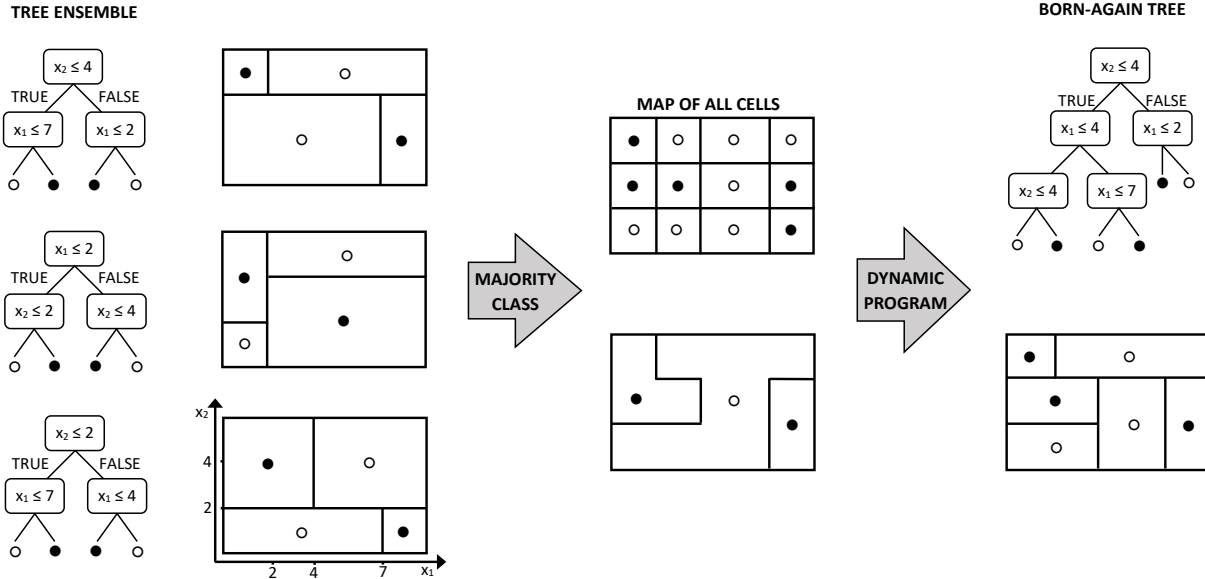 TREE ENSEMBLE
x₂ ≤ 4
TRUE FALSE
x₁ ≤ 7 x₁ ≤ 2
x₁ ≤ 2
TRUE FALSE
x₂ ≤ 2 x₂ ≤ 4
x₂ ≤ 2
TRUE FALSE
x₁ ≤ 7 x₁ ≤ 4
x₂
4
2
2 4 7 x₁
MAJORITY
CLASS
MAP OF ALL CELLS
DYNAMIC
PROGRAM
BORN-AGAIN TREE
x₂ ≤ 4
TRUE FALSE
x₁ ≤ 4 x₁ ≤ 2
x₂ ≤ 4 x₁ ≤ 7